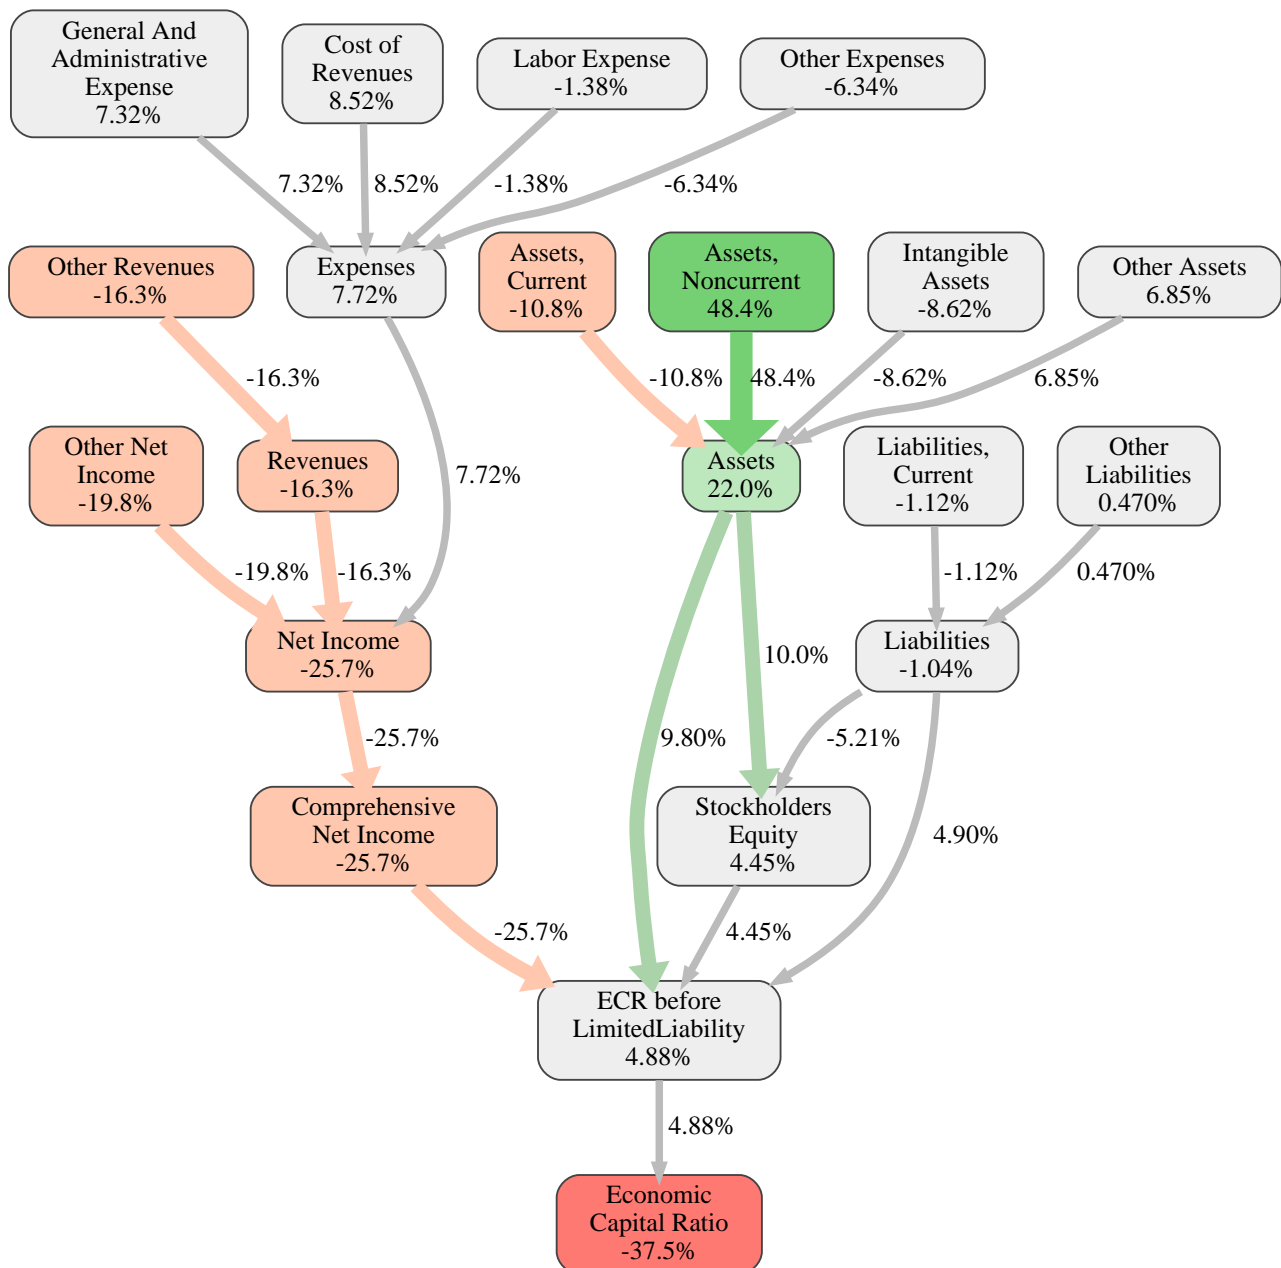 General And
Administrative
Expense
7.32%
Cost of
Revenues
8.52%
Labor Expense
-1.38%
Other Expenses
-6.34%
7.32%
8.52%
-1.38%
-6.34%
Other Revenues
-16.3%
Expenses
7.72%
Assets,
Current
-10.8%
Assets,
Noncurrent
48.4%
Intangible
Assets
-8.62%
Other Assets
6.85%
-16.3%
-10.8%
48.4%
-8.62%
6.85%
Other Net
Income
-19.8%
Revenues
-16.3%
7.72%
Assets
22.0%
Liabilities,
Current
-1.12%
Other
Liabilities
0.470%
-19.8%
-16.3%
-1.12%
0.470%
Net Income
-25.7%
10.0%
Liabilities
-1.04%
-25.7%
9.80%
-5.21%
Comprehensive
Net Income
-25.7%
Stockholders
Equity
4.45%
4.90%
-25.7%
4.45%
ECR before
LimitedLiability
4.88%
4.88%
Economic
Capital Ratio
-37.5%